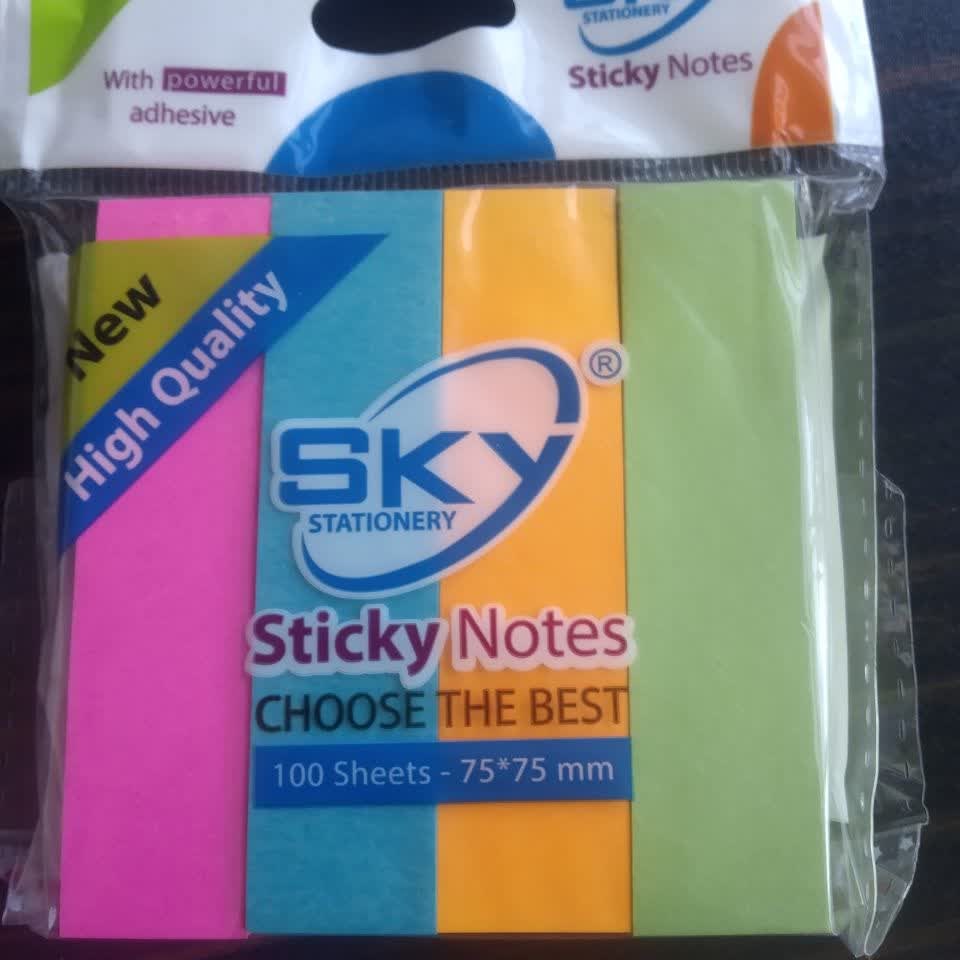 With powerful
adhesive
STATIONERY
Sticky Notes
New
High Quality
SKY ®
STATIONERY
Sticky Notes
CHOOSE THE BEST
100 Sheets - 75*75 mm